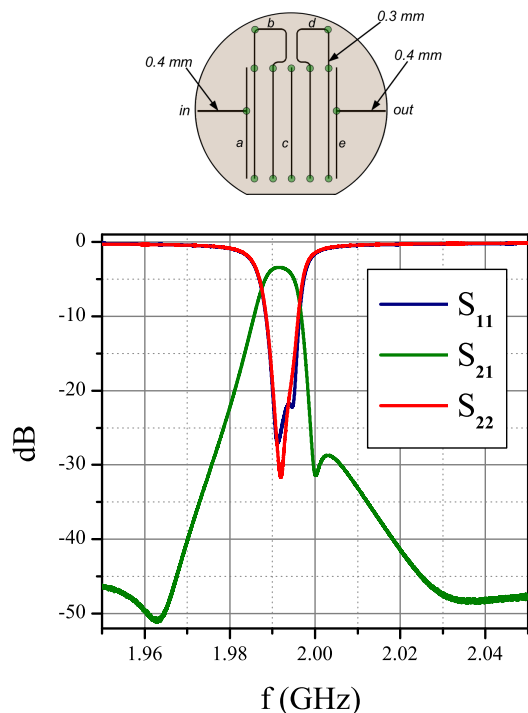 b d
0.3 mm
0.4 mm 0.4 mm
in out
a c e
0
-10
-20
-30
-40
-50
dB
S11
S21
S22
1.96 1.98 2.00 2.02 2.04
f (GHz)